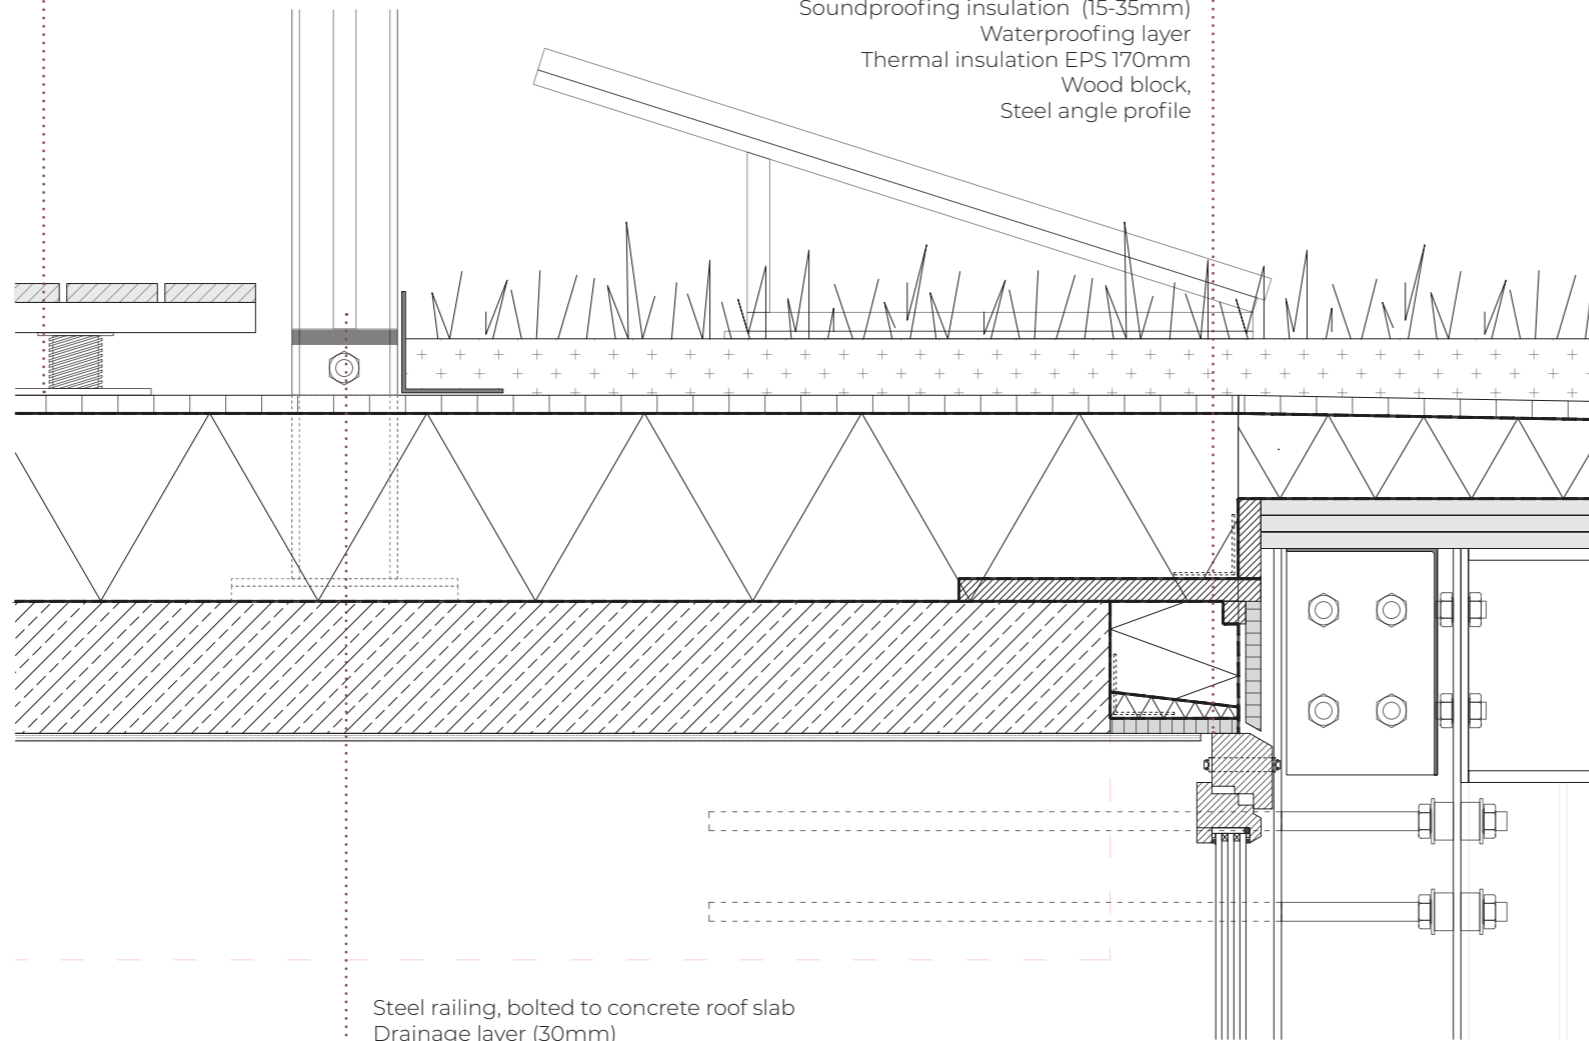 Soundproofing insulation (15-35mm)
Waterproofing layer
Thermal insulation EPS 170mm
Wood block,
Steel angle profile
Steel railing, bolted to concrete roof slab
Drainage layer (30mm)